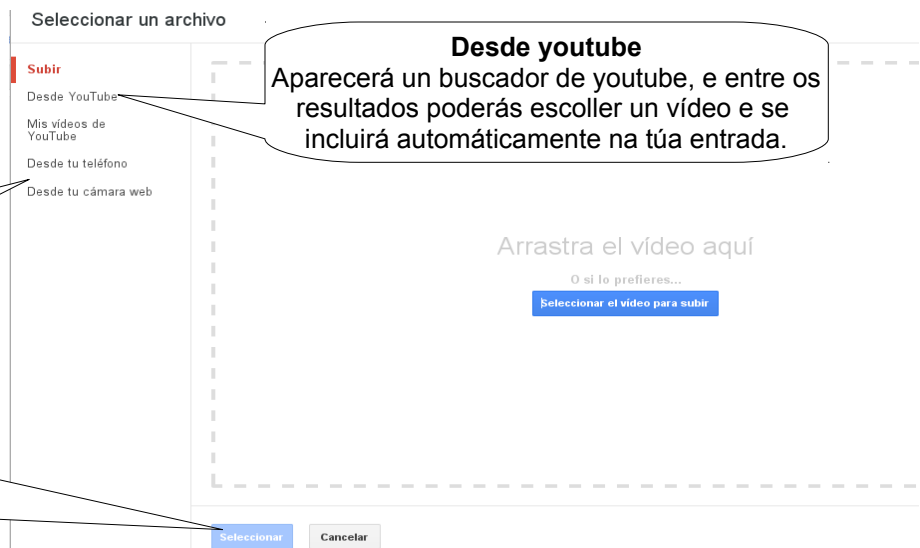 Seleccionar un archivo
Desde youtube
Aparecerá un buscador de youtube, e entre os
resultados poderás escoller un vídeo e se
incluirá automáticamente na túa entrada.
Subir
Desde YouTube
Mis vídeos de
YouTube
Desde tu teléfono
Desde tu cámara web
Arrastra el vídeo aquí
O si lo prefieres...
Seleccionar el vídeo para subir
Seleccionar
Cancelar